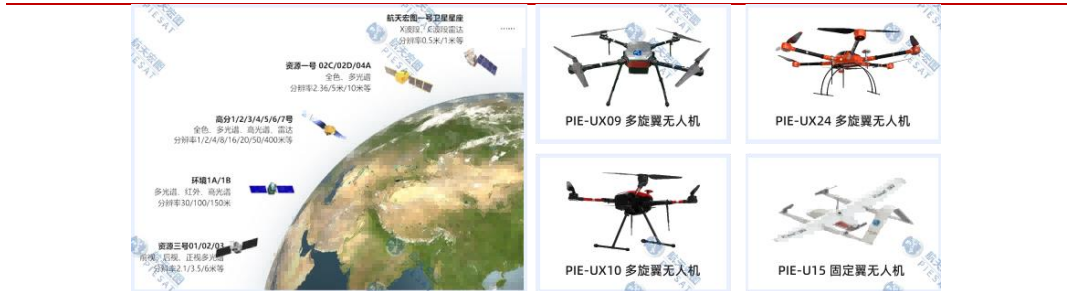 航天宏图一号卫星星座
X波段、C波段雷达
分辨率0.5米/1米等
……
资源一号 02C/02D/04A
全色、多光谱
分辨率2.36/5米/10米等
高分1/2/3/4/5/6/7号
全色、多光谱、高光谱、雷达
分辨率1/2/4/8/16/20/50/400米等
环境1A/1B
多光谱、红外、高光谱
分辨率30/100/150米
资源三号01/02/03
前视、后视、正视多光谱
分辨率2.1/3.5/6米等
PIE-UX09 多旋翼无人机
PIE-UX24 多旋翼无人机
PIE-UX10 多旋翼无人机
PIE-U15 固定翼无人机
航天宏图
PIESAT